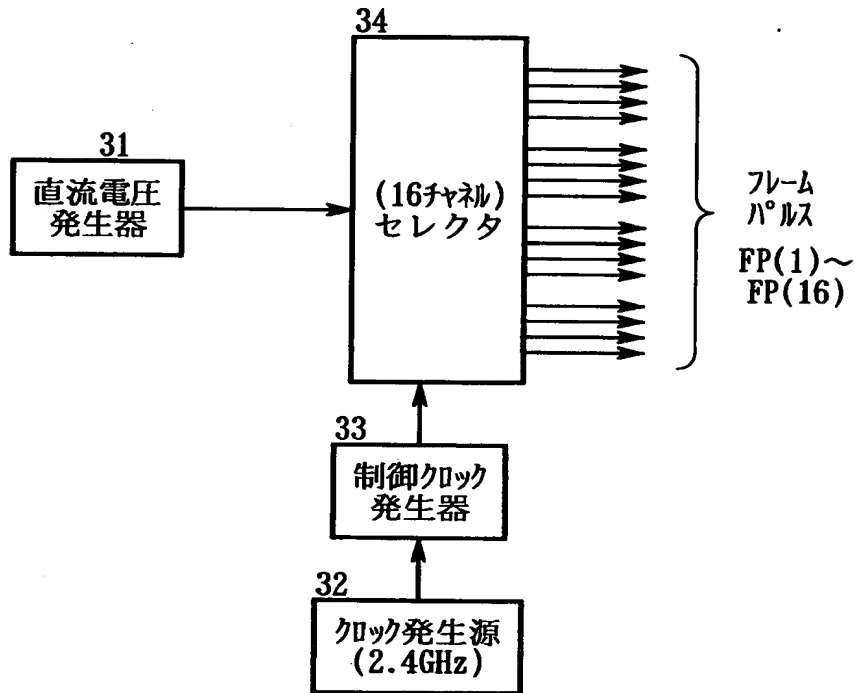 34
31
直流電圧
発生器
(16チャネル)
セレクタ
フレーム
パルス
FP(1)～
FP(16)
33
制御クロック
発生器
32
クロック発生源
(2.4GHz)